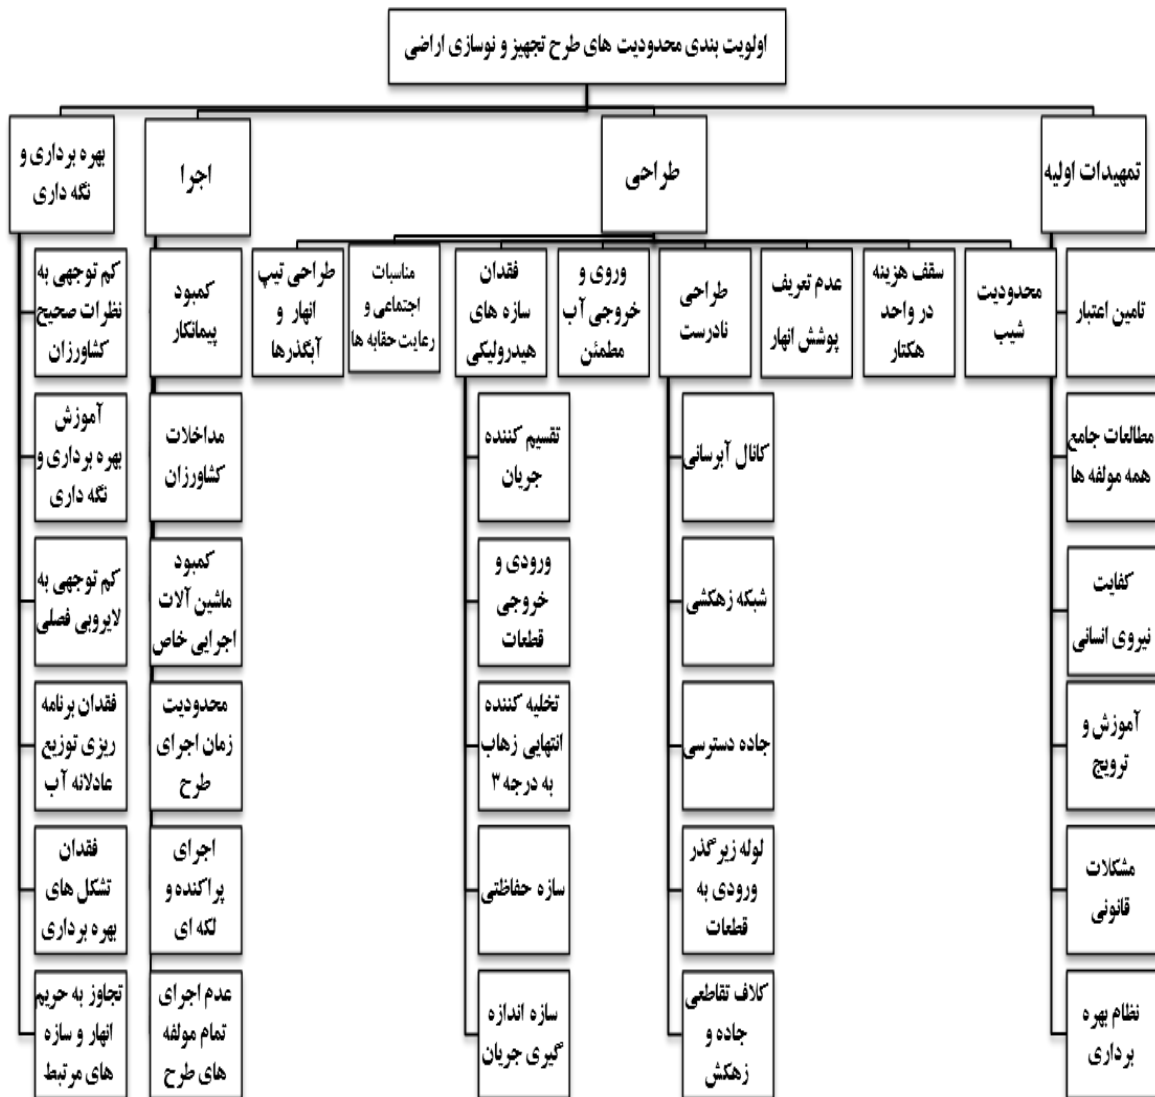 اولویت بندی محدودیت های طرح تجهیز و نوسازی اراضی
تمهیدات اولیه
طراحی
اجرا
بهره برداری و
نگه داری
تامین اعتبار
مطالعات جامع
همه مولفه ها
کفایت
نیروی انسانی
آموزش و
ترویج
مشکلات
قانونی
نظام بهره
برداری
محدودیت
شیب
سقف هزینه
در واحد
هکتار
عدم تعریف
پوشش انهار
طراحی
نادرست
وروی و
خروجی آب
مطمئن
فقدان
سازه های
هیدرولیکی
مناسبات
اجتماعی و
رعایت حقابه ها
طراحی تیپ
انهار و
آبگذرها
کانال آبرسانی
شبکه زهکشی
جاده دسترسی
لوله زیرگذر
ورودی به
قطعات
کلاف تقاطعی
جاده و
زهکش
تقسیم کننده
جریان
ورودی و
خروجی
قطعات
تخلیه کننده
انتهایی زهاب
به درجه ۳
سازه حفاظتی
سازه اندازه
گیری جریان
کمبود
پیمانکار
مداخلات
کشاورزان
کمبود
ماشین آلات
اجرایی خاص
محدودیت
زمان اجرای
طرح
اجرای
پراکنده و
لکه ای
عدم اجرای
تمام مولفه
های طرح
کم توجهی به
نظرات صحیح
کشاورزان
آموزش
بهره برداری و
نگه داری
کم توجهی به
لایروبی فصلی
فقدان برنامه
ریزی توزیع
عادلانه آب
فقدان
تشکل های
بهره برداری
تجاوز به حریم
انهار و سازه
های مرتبط